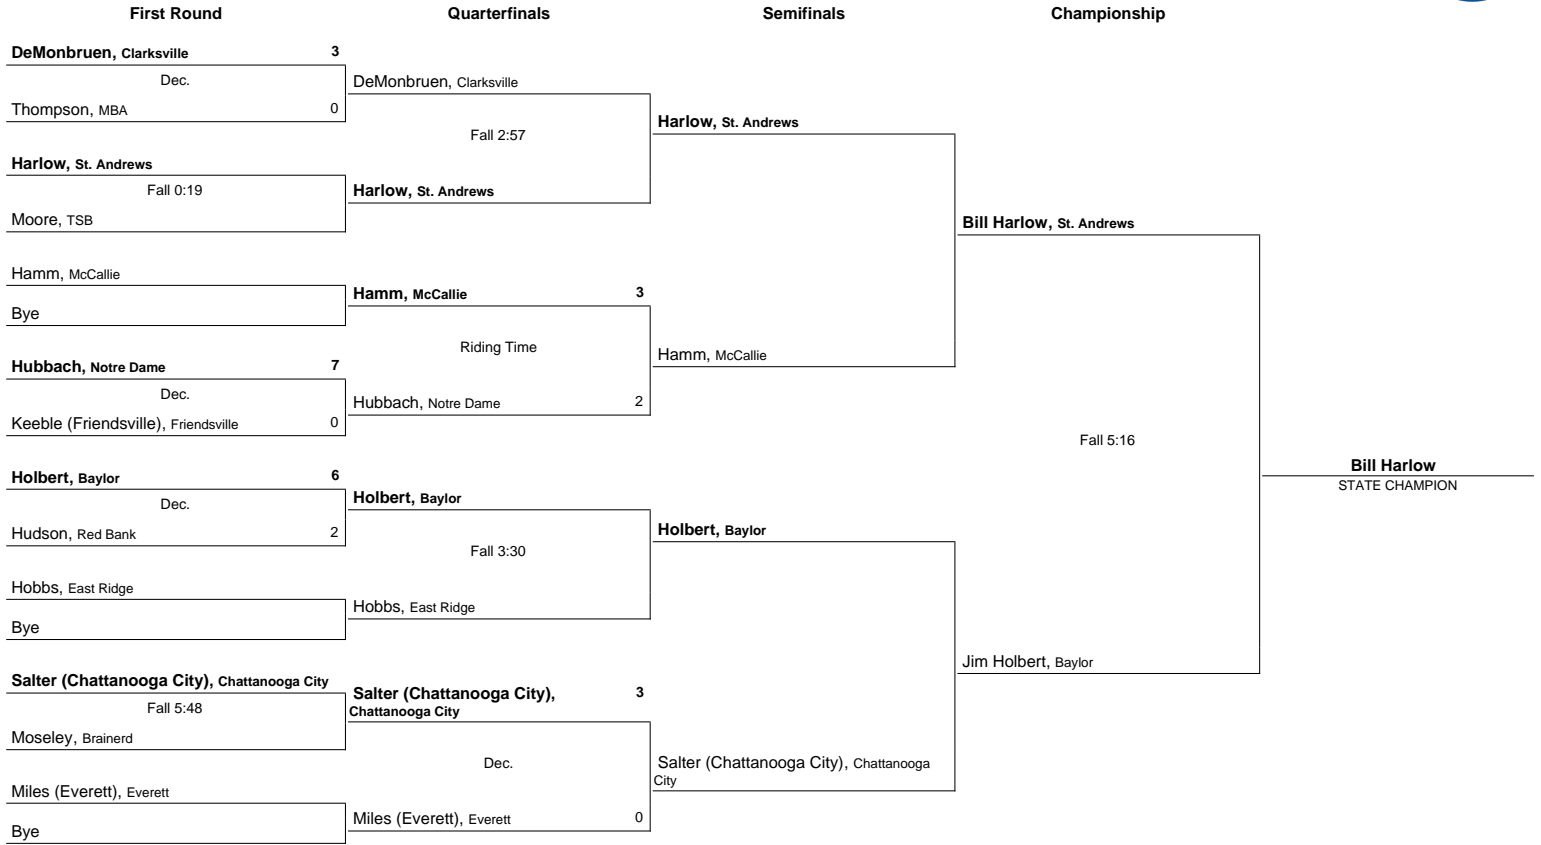 First Round Quarterfinals Semifinals Championship
DeMonbruen, Clarksville 3
Dec.
Thompson, MBA 0
Harlow, St. Andrews
Fall 0:19
Moore, TSB
Hamm, McCallie
Bye
Hubbach, Notre Dame 7
Dec.
Keeble (Friendsville), Friendsville 0
Holbert, Baylor 6
Dec.
Hudson, Red Bank 2
Hobbs, East Ridge
Bye
Salter (Chattanooga City), Chattanooga City
Fall 5:48
Moseley, Brainerd
Miles (Everett), Everett
Bye
DeMonbruen, Clarksville
Fall 2:57
Harlow, St. Andrews
Hamm, McCallie 3
Riding Time
Hubbach, Notre Dame 2
Holbert, Baylor
Fall 3:30
Hobbs, East Ridge
Salter (Chattanooga City), 3
Chattanooga City
Dec.
Miles (Everett), Everett 0
Harlow, St. Andrews
Hamm, McCallie
Holbert, Baylor
Salter (Chattanooga City), Chattanooga
City
Bill Harlow, St. Andrews
Fall 5:16
Jim Holbert, Baylor
Bill Harlow
STATE CHAMPION